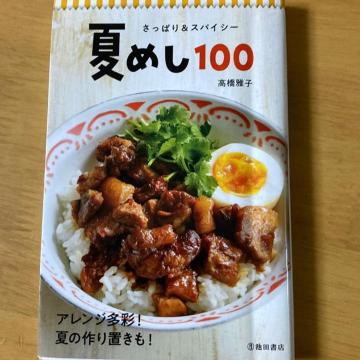 さっぱり&スパイシー
夏めし100
高橋雅子
アレンジ多彩!
夏の作り置きも!
池田書店